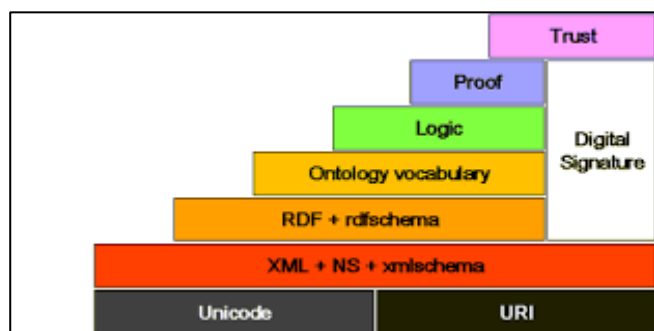 Trust
Proof
Logic
Digital
Signature
Ontology vocabulary
RDF + rdfschema
XML + NS + xmlschema
Unicode
URI